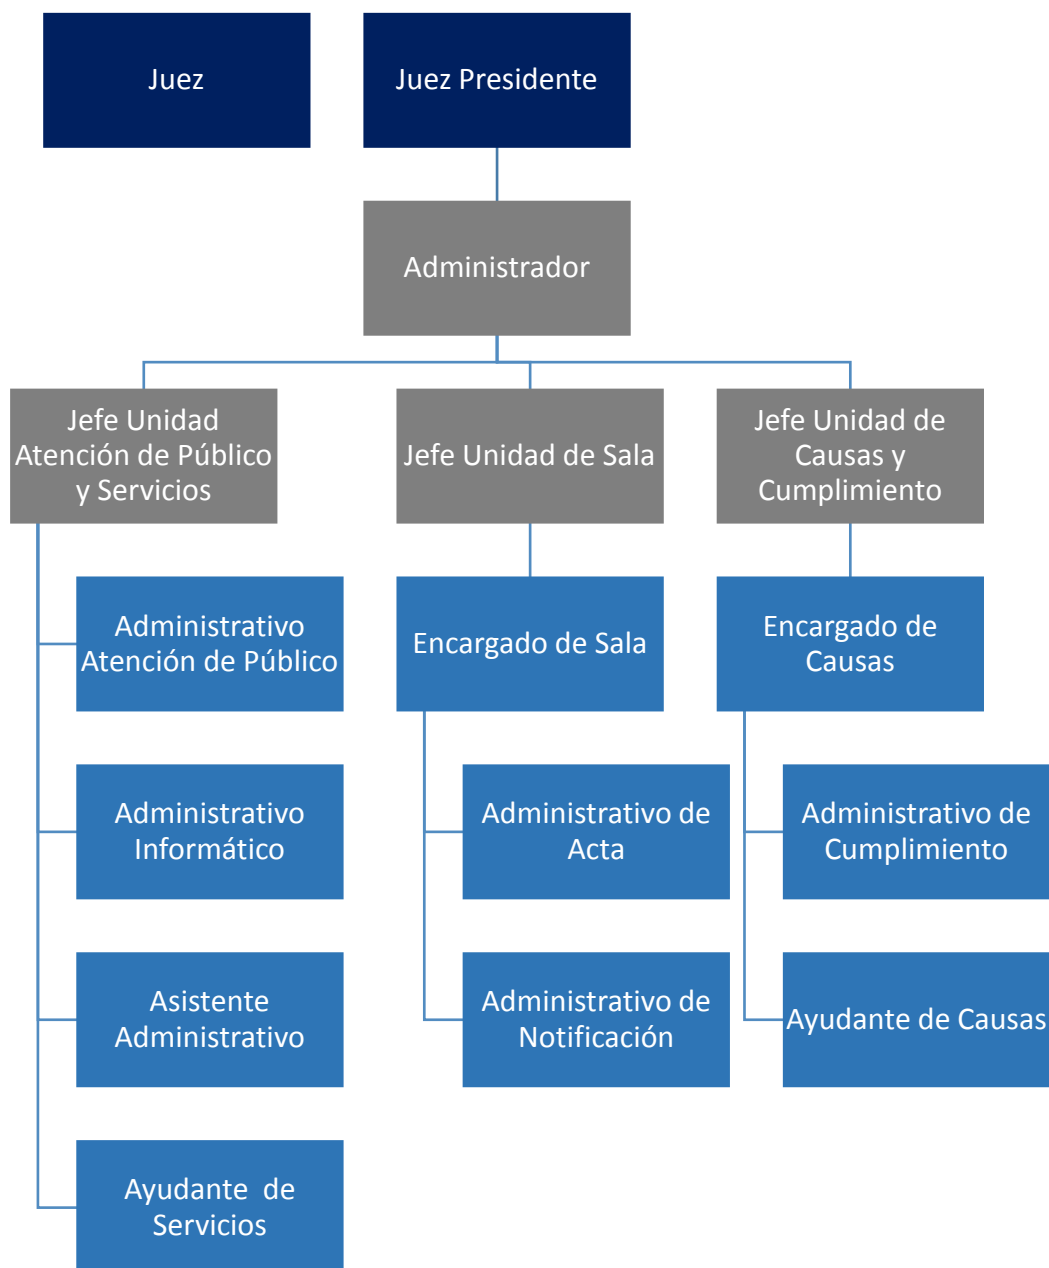 Juez
Juez Presidente
Administrador
Jefe Unidad
Atención de Público
y Servicios
Jefe Unidad de Sala
Jefe Unidad de
Causas y
Cumplimiento
Administrativo
Atención de Público
Encargado de Sala
Encargado de
Causas
Administrativo
Informático
Administrativo de
Acta
Administrativo de
Cumplimiento
Asistente
Administrativo
Administrativo de
Notificación
Ayudante de Causas
Ayudante  de
Servicios